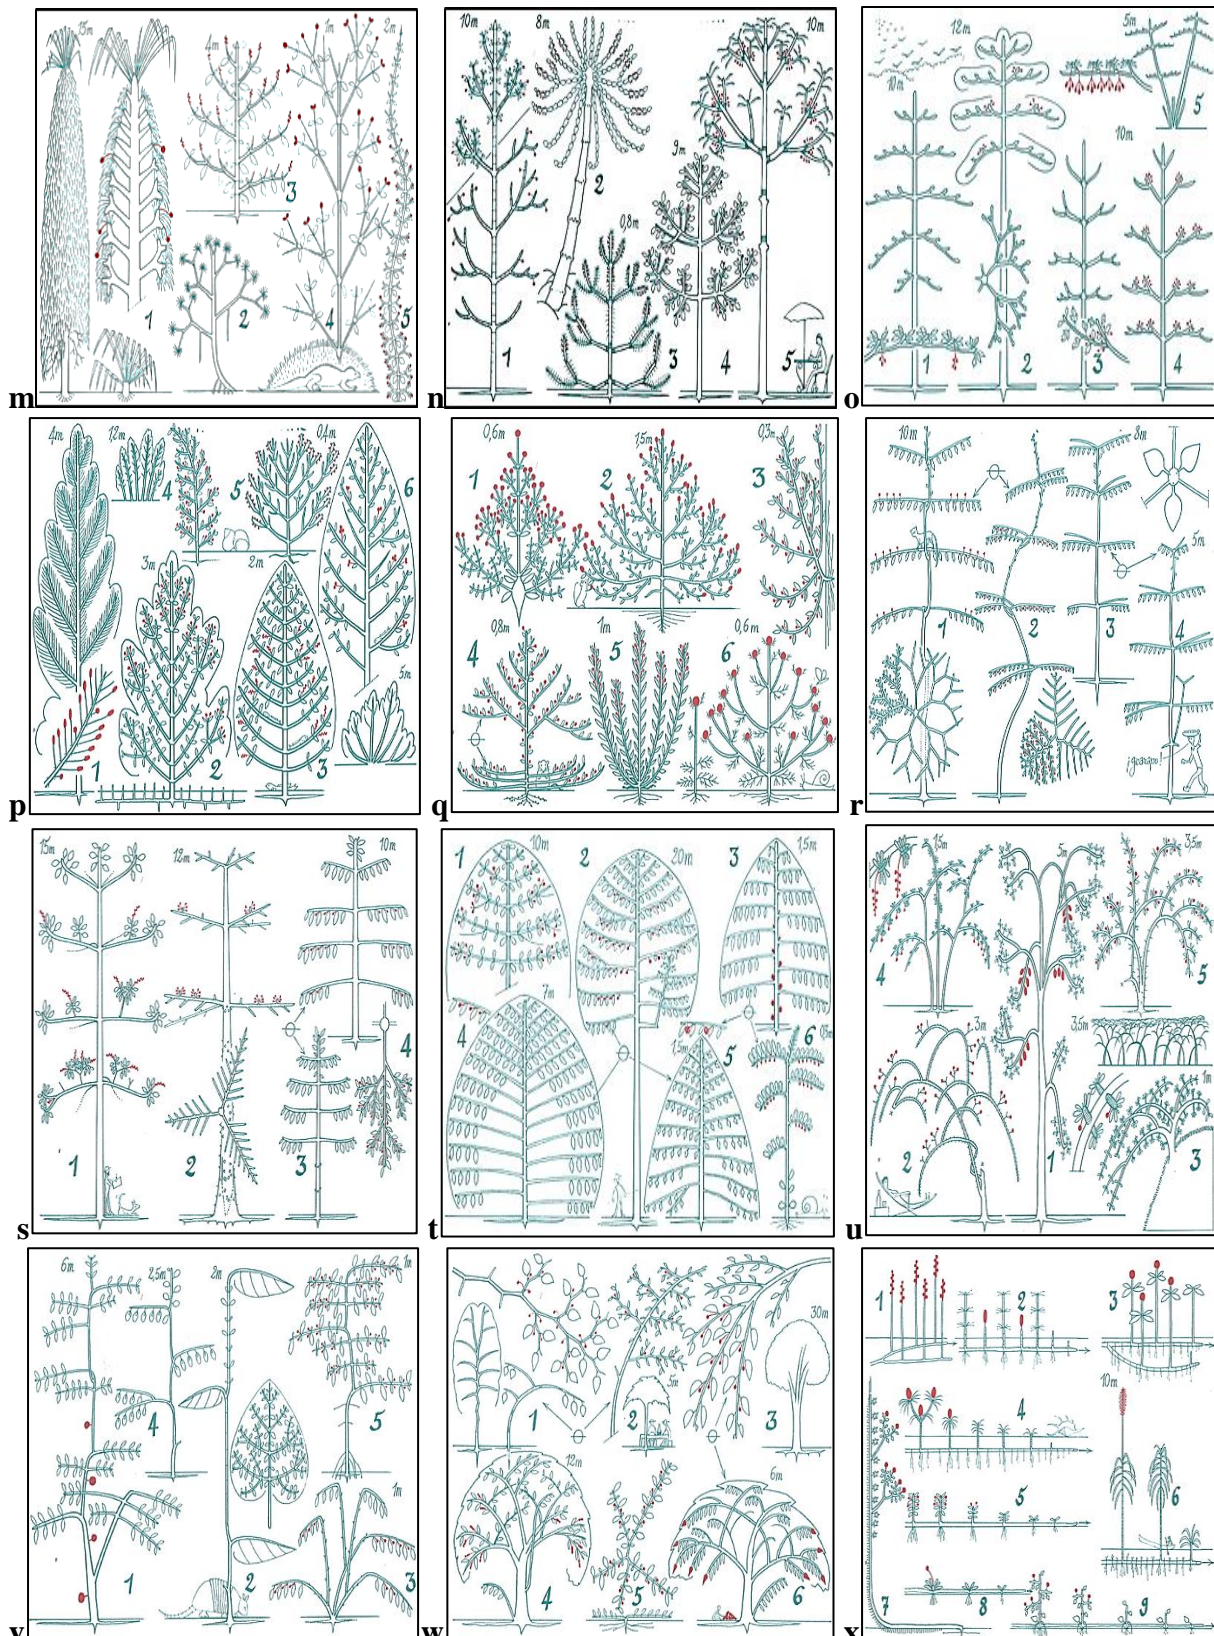 15m 4m 1m 2m
1 2 3 4 5
m
10m 8m 10m
9m
0,8m
1 2 3 4 5
n
12m 5m
10m
10m
1 2 3 4 5
o
4m 1,2m 0,4m
3m 2m 5m
1 2 3 4 5 6
p
0,6m 1,5m 0,3m
1 2 3
0,8m 1m 0,6m
4 5 6
q
10m 8m
5m
1 2 3 4
¡guarapo!
r
15m 12m 10m
1 2 3 4
s
10m 20m 1,5m
1 2 3
7m 1,5m
4 5 6
t
5m 3,5m
4 5
3m 3,5m 1m
2 1 3
u
6m 2,5m 2m 1m
4 5
1m
1 2 3
v
30m
5m
1 2 3
12m 6m
4 5 6
w
1 2 3
10m
4
5 6
7 8 9
x